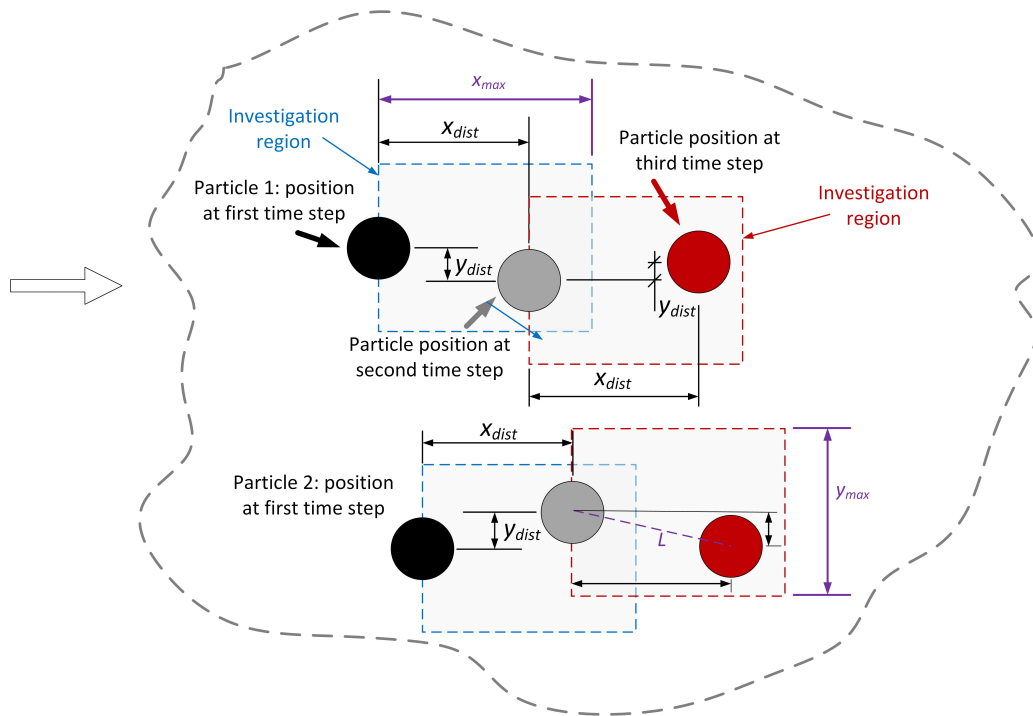 x_max
Investigation
region
x_dist
Particle position at
third time step
Particle 1: position
at first time step
Investigation
region
y_dist
y_dist
Particle position at
second time step
x_dist
x_dist
Particle 2: position
at first time step
y_max
y_dist
L